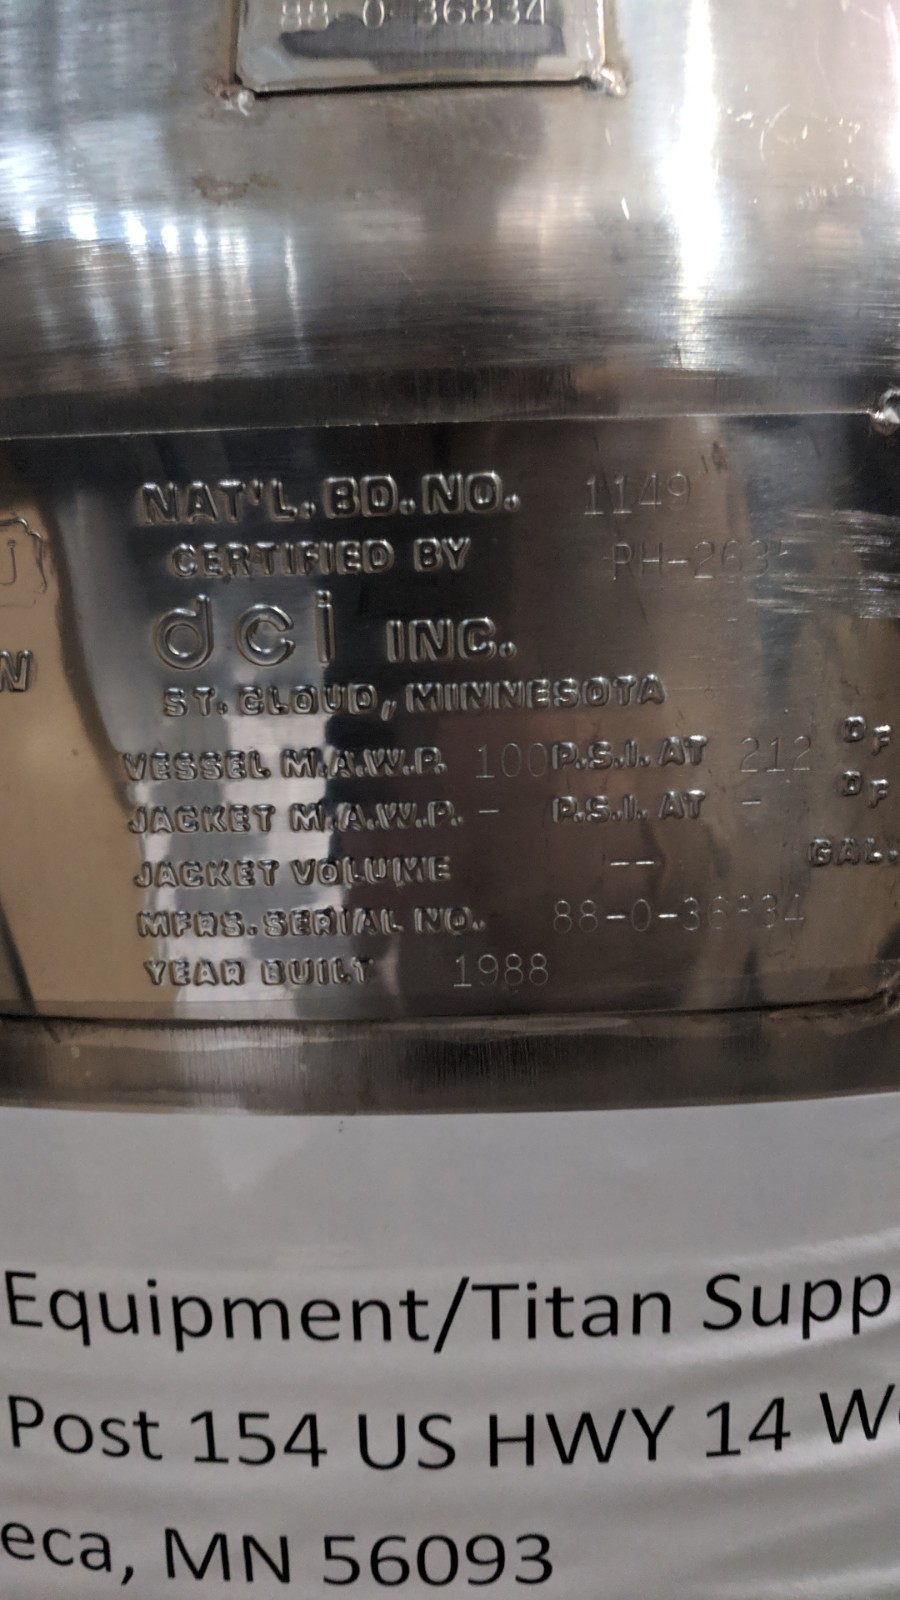 88-0-36834
NAT'L. BD. NO. 1149
CERTIFIED BY
dci INC.
ST. CLOUD, MINNESOTA
VESSEL M.A.W.P. 100 P.S.I. AT 212 °F
JACKET M.A.W.P. - P.S.I. AT - °F
JACKET VOLUME -- GAL.
MFRS. SERIAL NO. 88-0-36834
YEAR BUILT 1988
Equipment/Titan Supp
Post 154 US HWY 14 W
eca, MN 56093